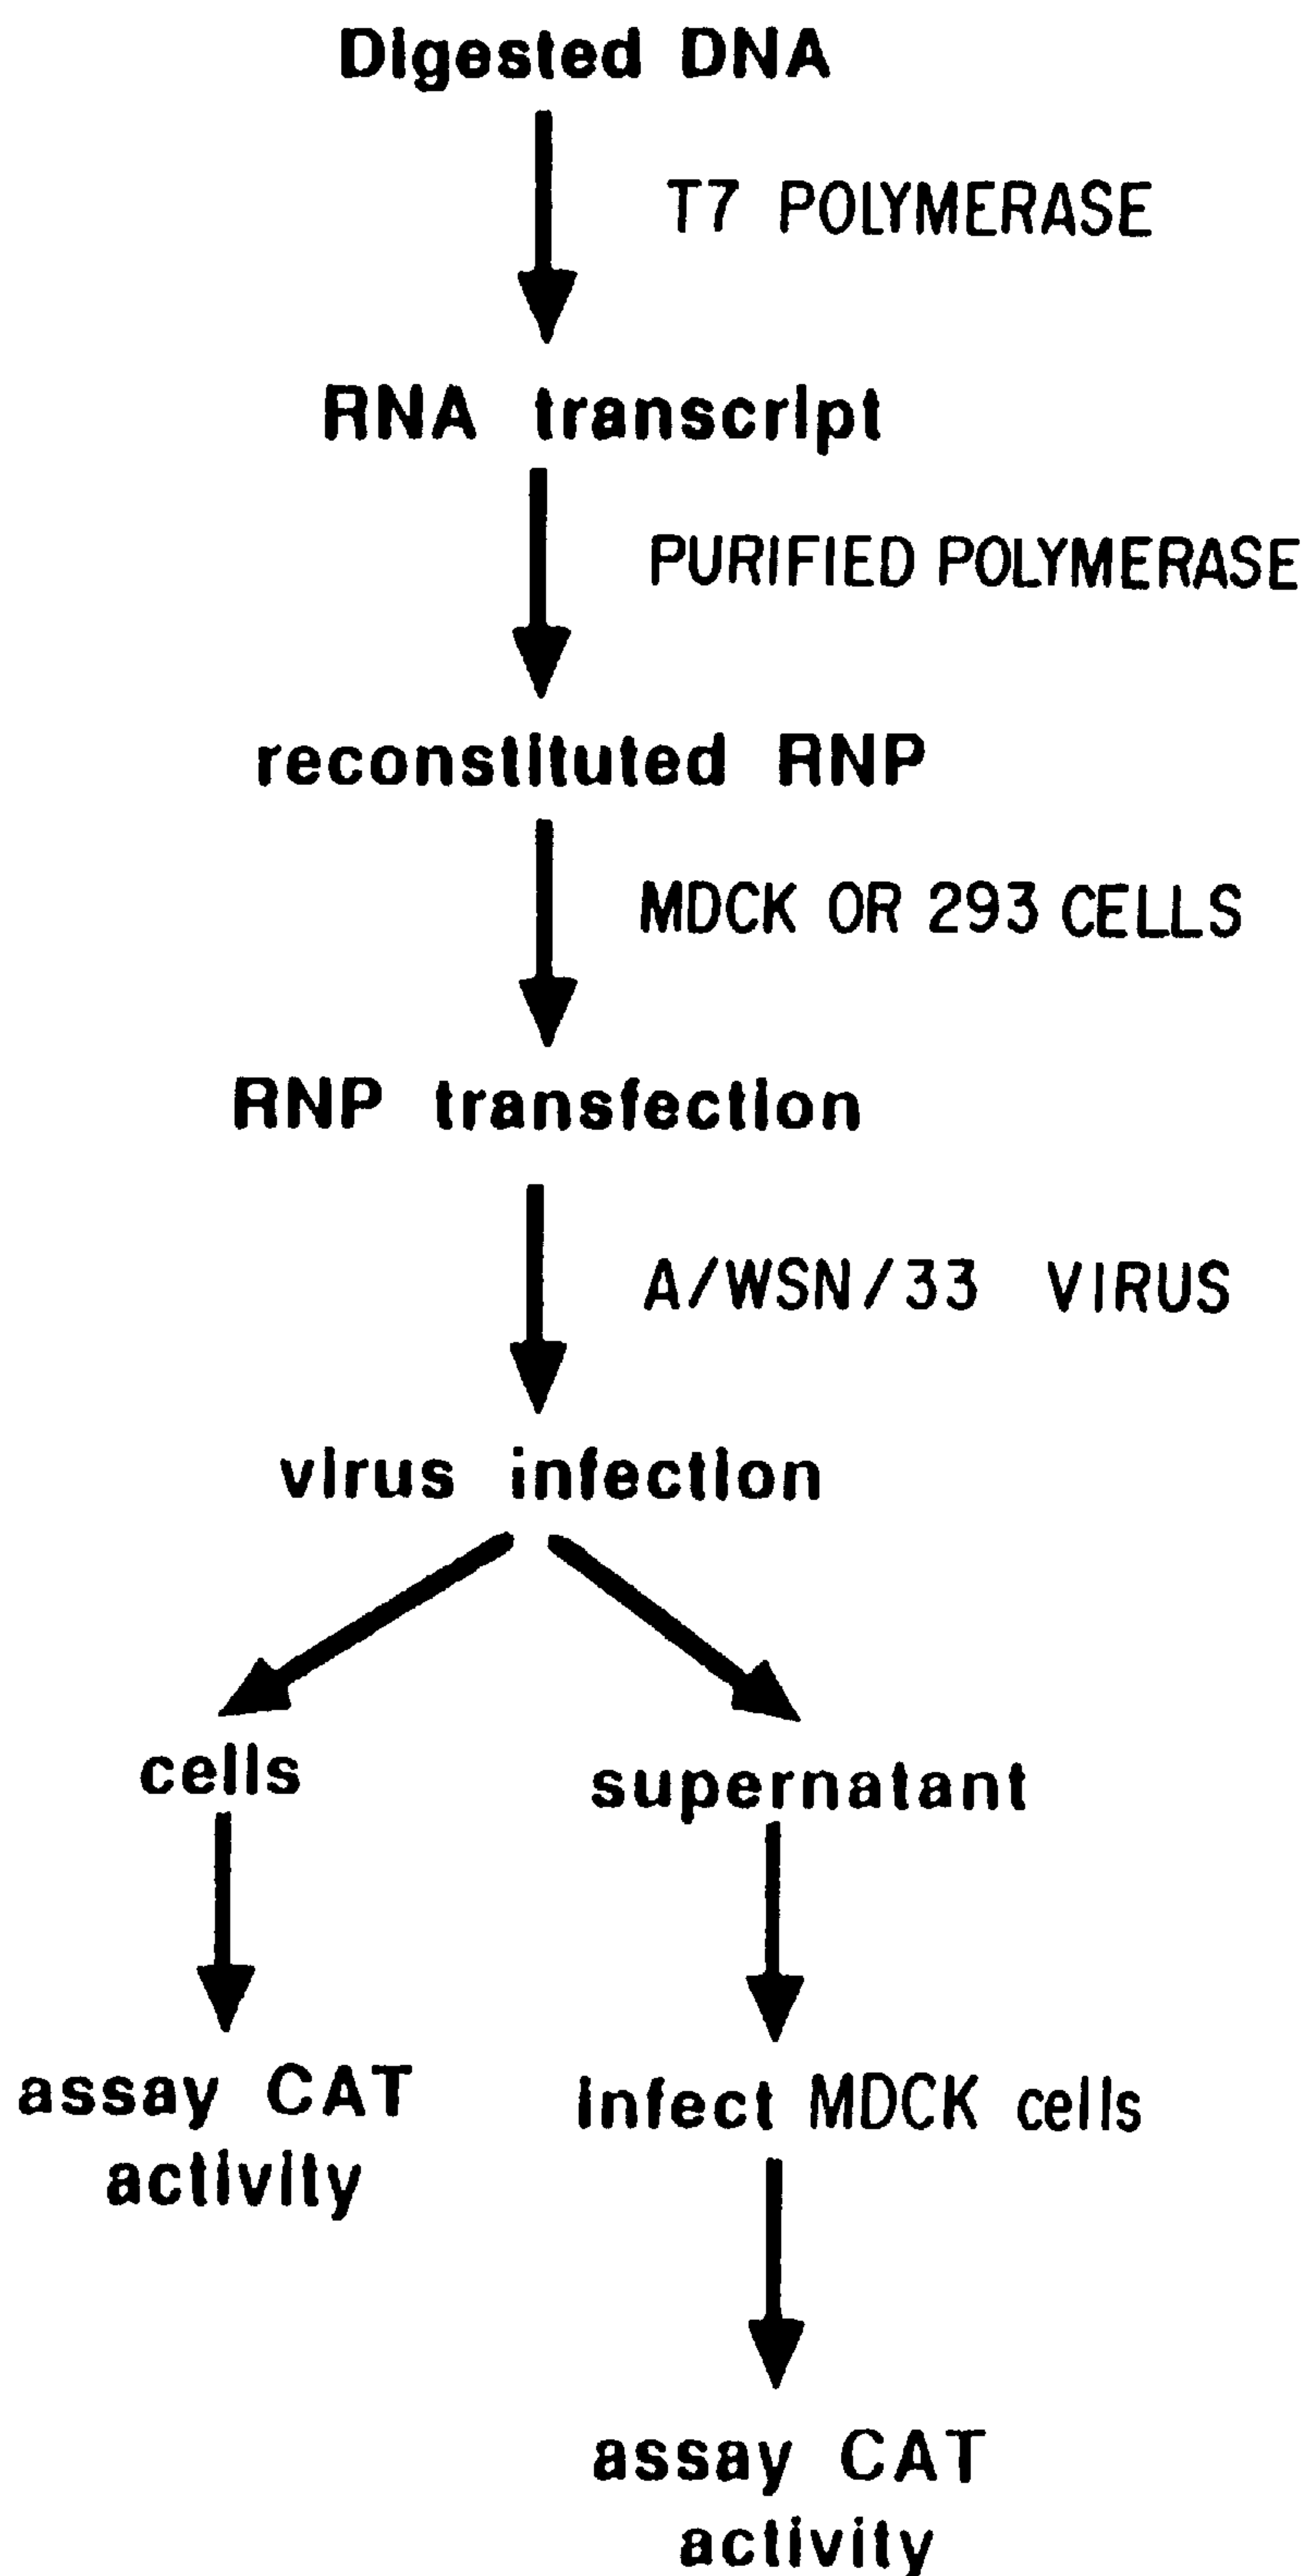 Digested DNA
T7 POLYMERASE
RNA transcript
PURIFIED POLYMERASE
reconstituted RNP
MDCK OR 293 CELLS
RNP transfection
A/WSN/33 VIRUS
virus infection
cells
supernatant
assay CAT
activity
infect MDCK cells
assay CAT
activity